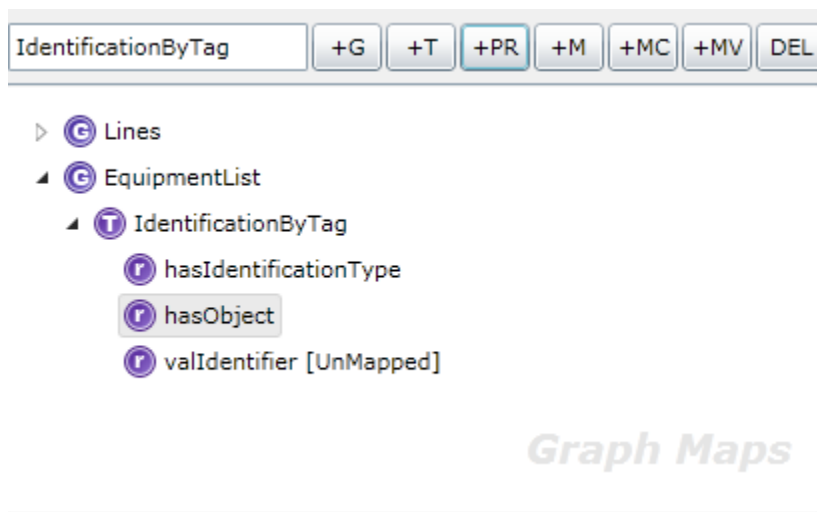 IdentificationByTag +G +T +PR +M +MC +MV DEL
G Lines
G EquipmentList
T IdentificationByTag
r hasIdentificationType
r hasObject
r valIdentifier [UnMapped]
Graph Maps